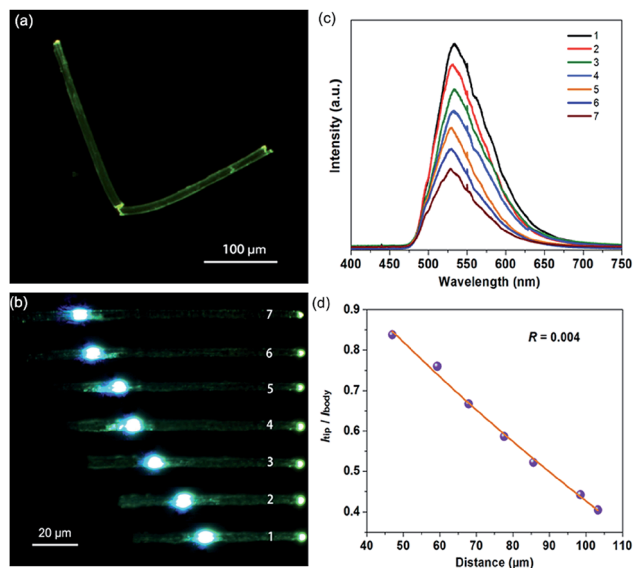 (a)
100 µm
(b)
7
6
5
4
3
2
1
20 µm
(c)
Intensity (a.u.)
1
2
3
4
5
6
7
400 450 500 550 600 650 700 750
Wavelength (nm)
(d)
Itip / Ibody
0.9
0.8
0.7
0.6
0.5
0.4
R = 0.004
40 50 60 70 80 90 100 110
Distance (µm)